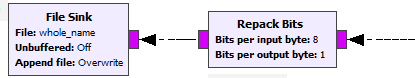 File Sink
File: whole_name
Unbuffered: Off
Append file: Overwrite
Repack Bits
Bits per input byte: 8
Bits per output byte: 1